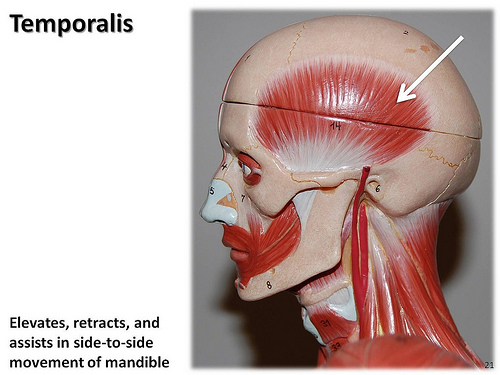 Temporalis
14
6
5
7
8
Elevates, retracts, and
assists in side-to-side
movement of mandible
21